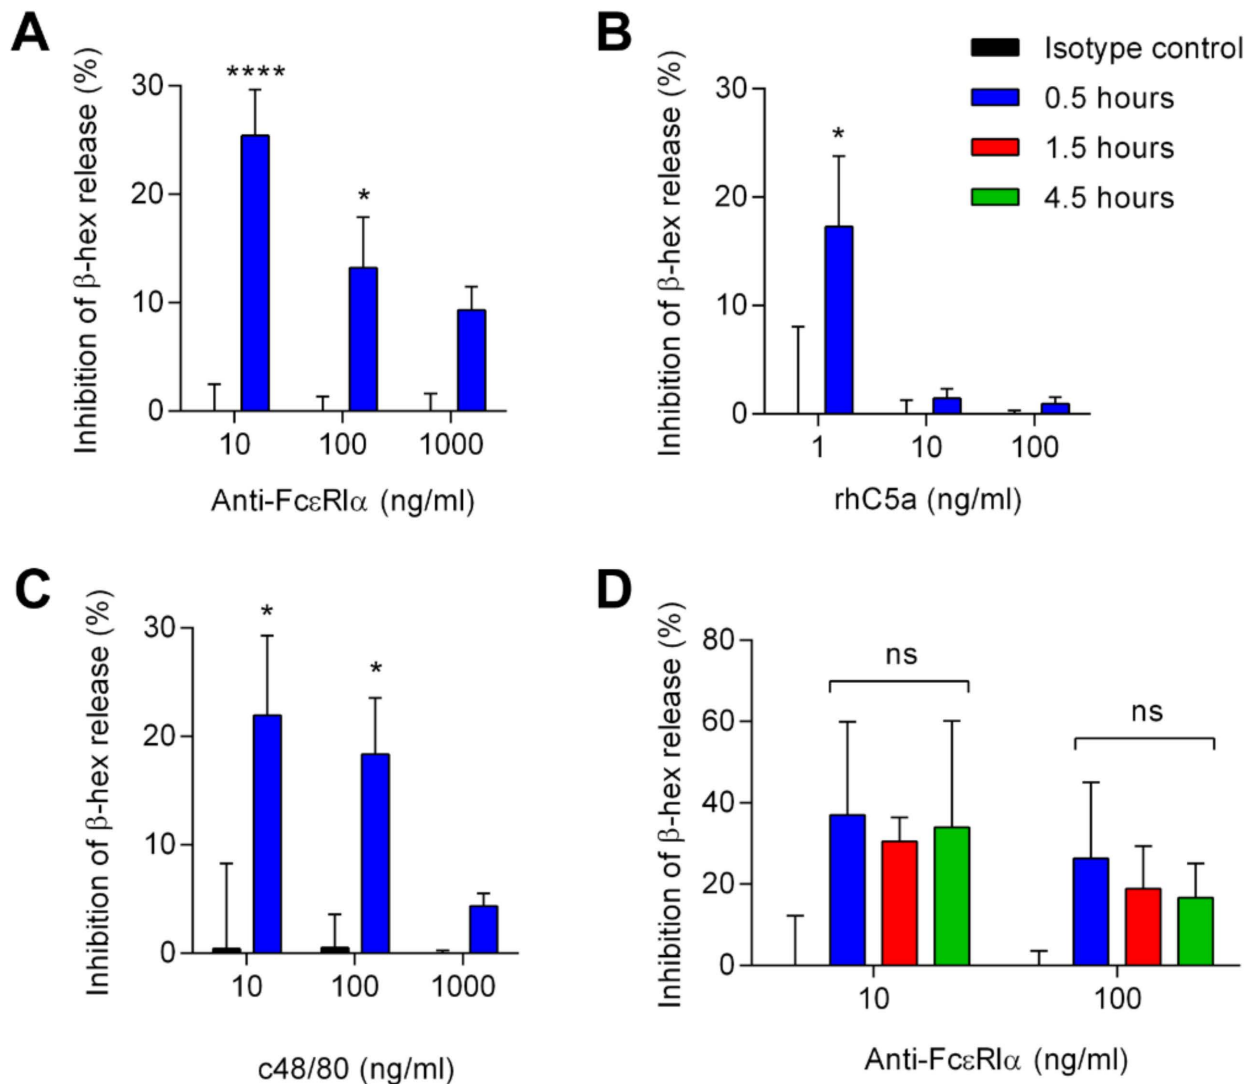 A
Inhibition of β-hex release (%)
30
20
10
0
****
*
10
100
1000
Anti-FcεRIα (ng/ml)
B
Inhibition of β-hex release (%)
30
20
10
0
*
1
10
100
rhC5a (ng/ml)
Isotype control
0.5 hours
1.5 hours
4.5 hours
C
Inhibition of β-hex release (%)
30
20
10
0
*
*
10
100
1000
c48/80 (ng/ml)
D
Inhibition of β-hex release (%)
80
60
40
20
0
ns
ns
10
100
Anti-FcεRIα (ng/ml)